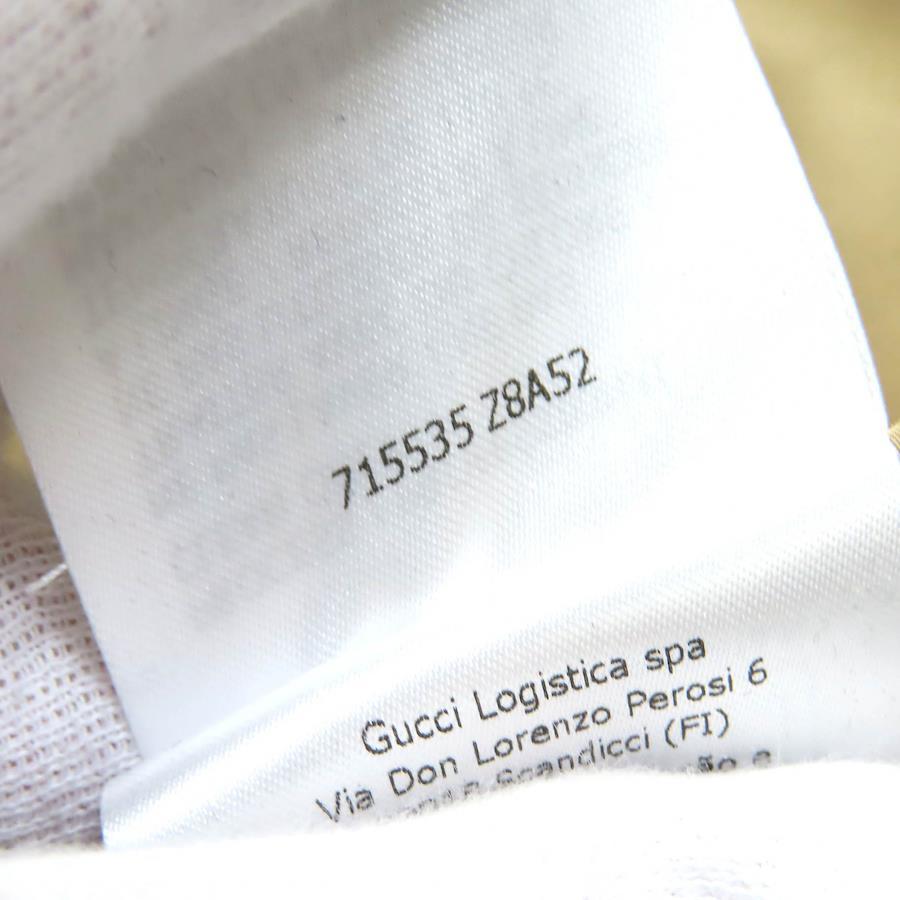 715535 Z8A52
Gucci Logistica spa
Via Don Lorenzo Perosi 6
Scandicci (FI)